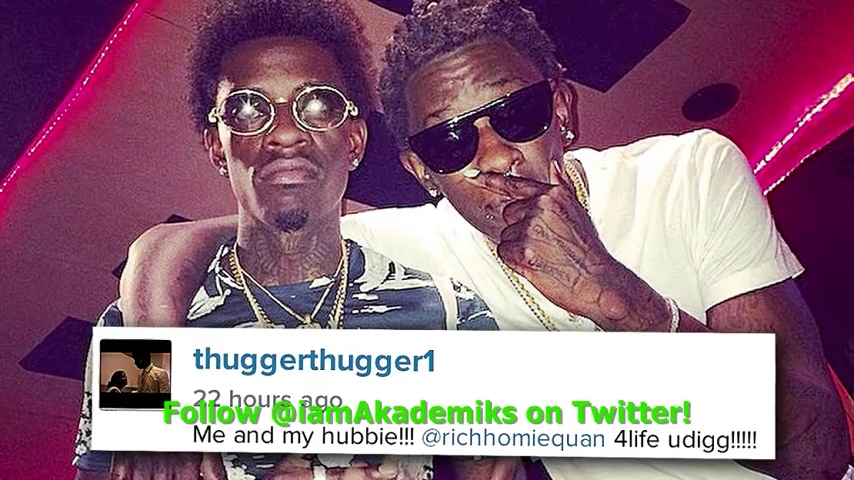 thuggerthugger1
22 hours ago
Follow @iamAkademiks on Twitter!
Me and my hubbie!!! @richhomiequan 4life udigg!!!!!